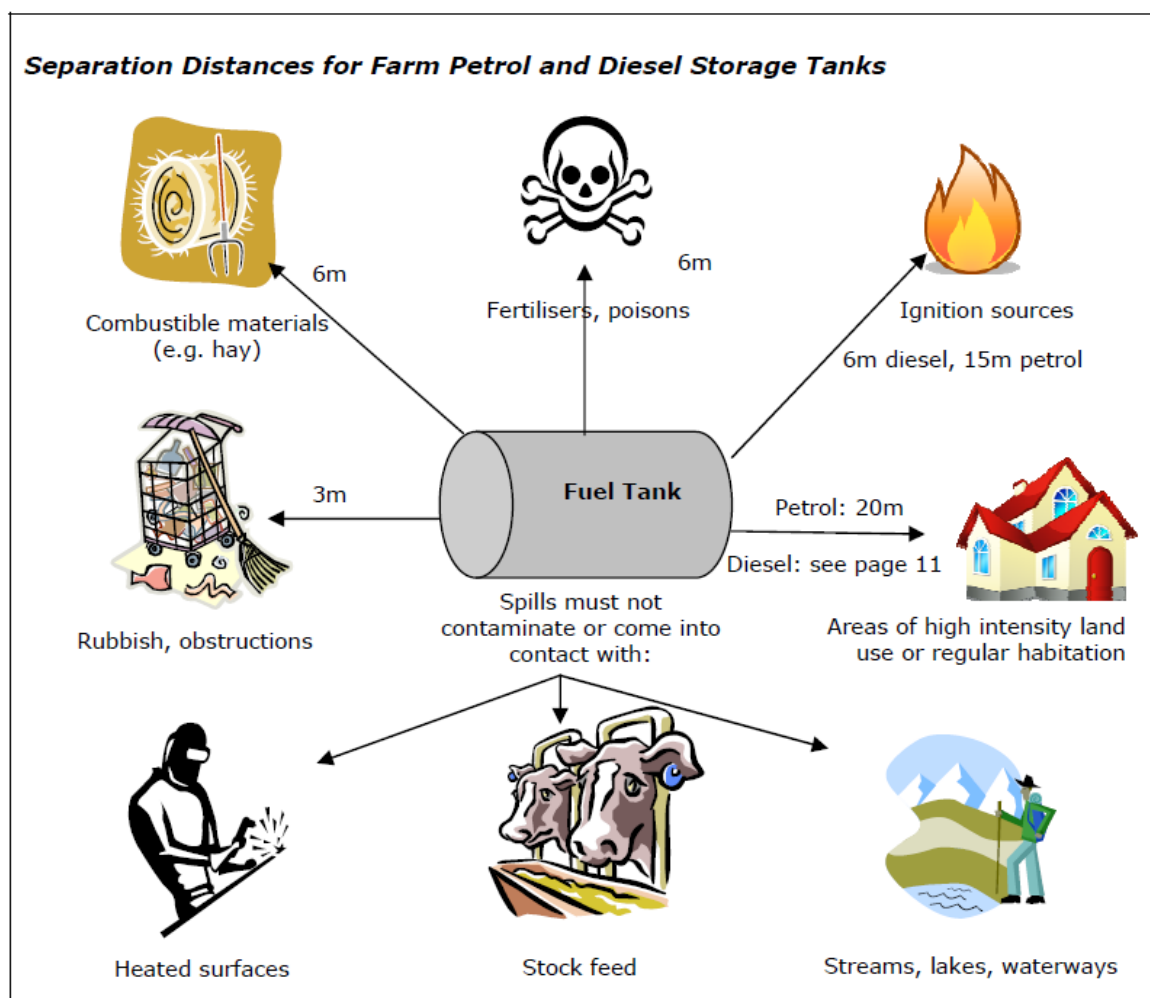 Separation Distances for Farm Petrol and Diesel Storage Tanks
6m
6m
Combustible materials
(e.g. hay)
Fertilisers, poisons
Ignition sources
6m diesel, 15m petrol
3m
Fuel Tank
Petrol: 20m
Diesel: see page 11
Rubbish, obstructions
Spills must not
contaminate or come into
contact with:
Areas of high intensity land
use or regular habitation
Heated surfaces
Stock feed
Streams, lakes, waterways